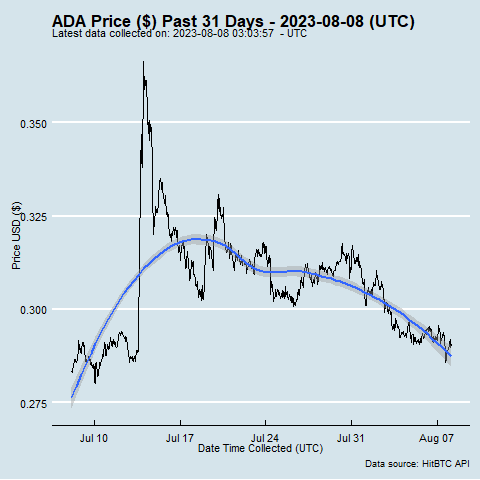 ADA Price ($) Past 31 Days - 2023-08-08 (UTC)
Latest data collected on: 2023-08-08 03:03:57 - UTC
0.350
0.325
0.300
0.275
Price USD ($)
Jul 10
Jul 17
Jul 24
Jul 31
Aug 07
Date Time Collected (UTC)
Data source: HitBTC API